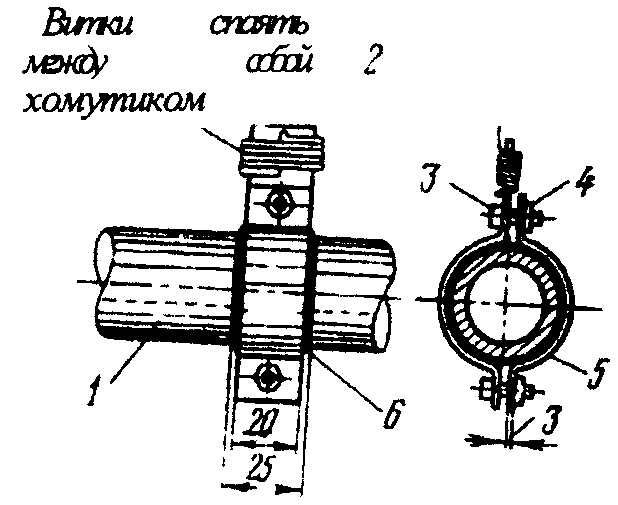 Витки спаять
между собой 2
хомутиком
3 4
1 6 5
20 3
25